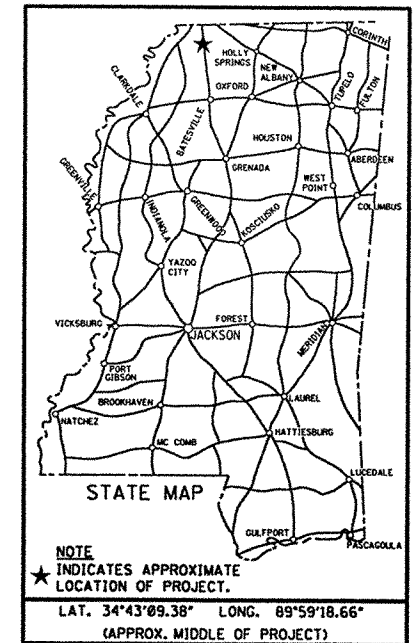 CORINTH
HOLLY
SPRINGS
NEW
ALBANY
CLARKDALE
OXFORD
TUPELO
FULTON
BATESVILLE
HOUSTON
ABERDEEN
GRENADA
GREENVILLE
INDIANOLA
GREENWOOD
WEST
POINT
KOSCIUSKO
COLUMBUS
YAZOO
CITY
VICKSBURG
JACKSON
FOREST
MERIDIAN
PORT
GIBSON
BROOKHAVEN
LAUREL
NATCHEZ
MC COMB
HATTIESBURG
LUCEDALE
STATE MAP
GULFPORT
PASCAGOULA
NOTE
INDICATES APPROXIMATE
LOCATION OF PROJECT.
LAT. 34°43'09.38" LONG. 89°59'18.66"
(APPROX. MIDDLE OF PROJECT)